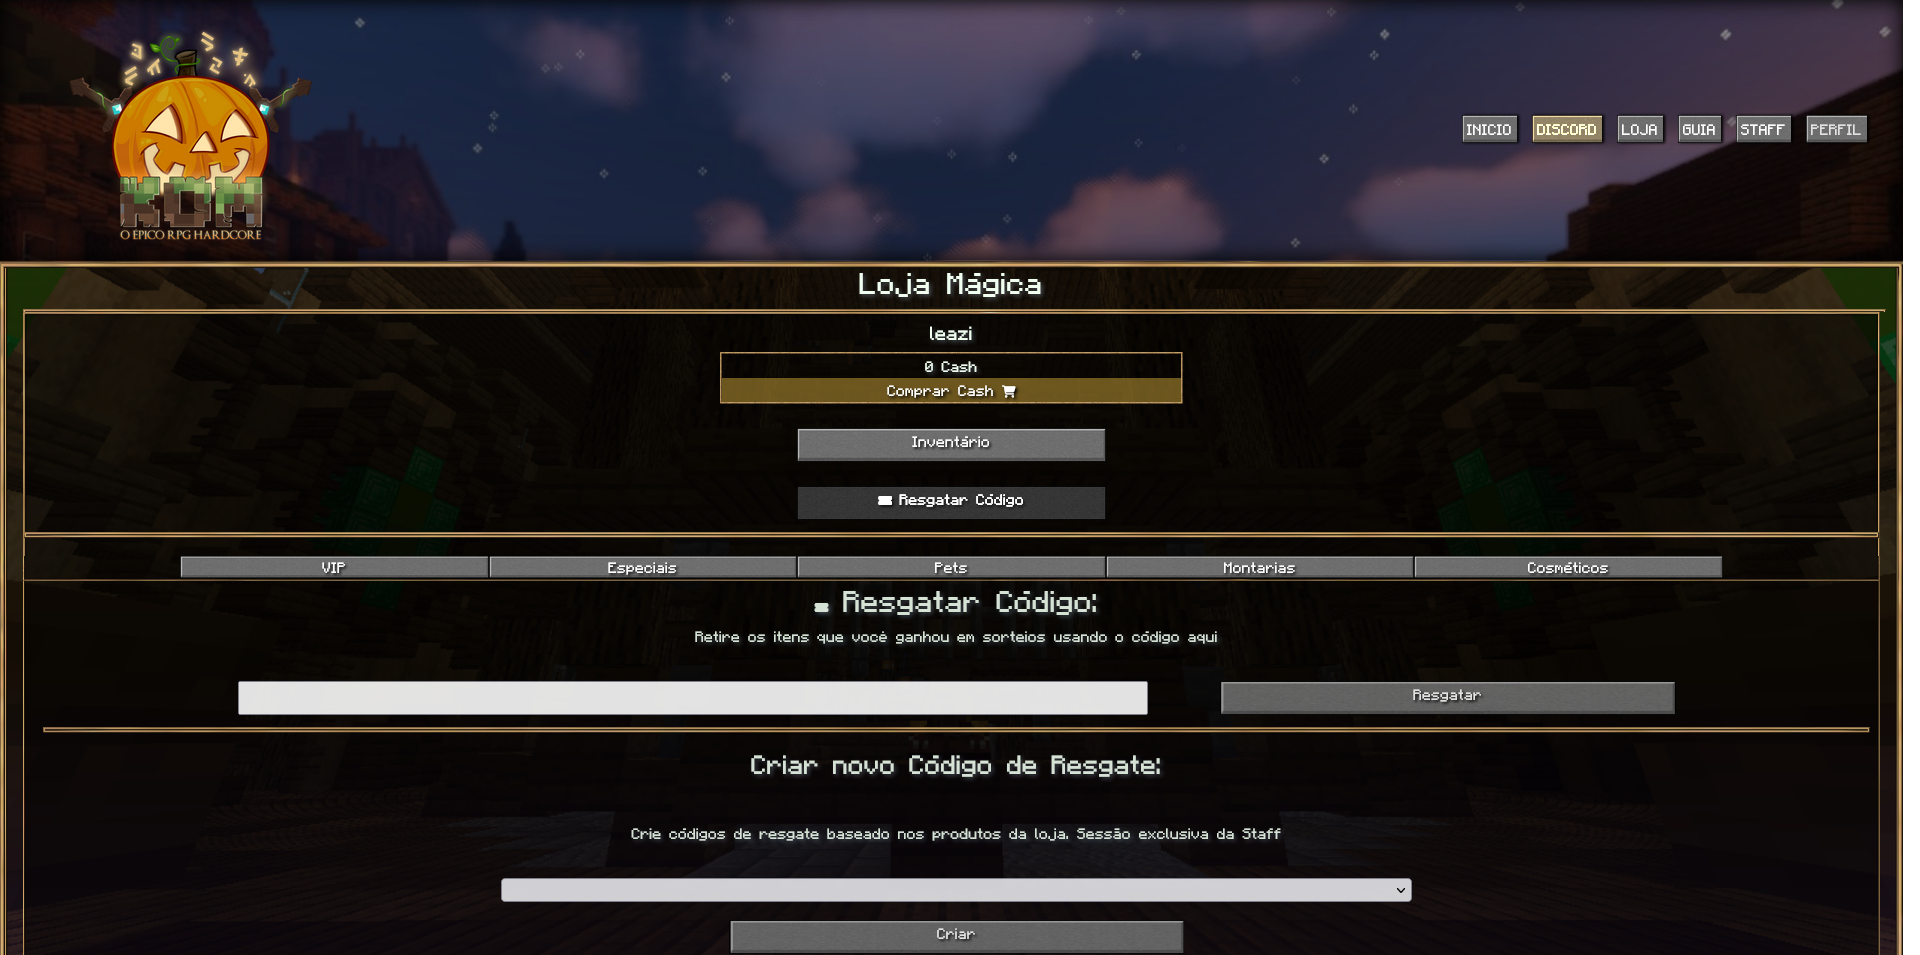 KDM
O EPICO RPG HARDCORE
INICIO
DISCORD
LOJA
GUIA
STAFF
PERFIL
Loja Mágica
leazi
0 Cash
Comprar Cash
Inventário
Resgatar Código
VIP
Especiais
Pets
Montarias
Cosméticos
Resgatar Código:
Retire os itens que você ganhou em sorteios usando o código aqui
Resgatar
Criar novo Código de Resgate:
Crie códigos de resgate baseado nos produtos da loja. Sessão exclusiva da Staff
Criar